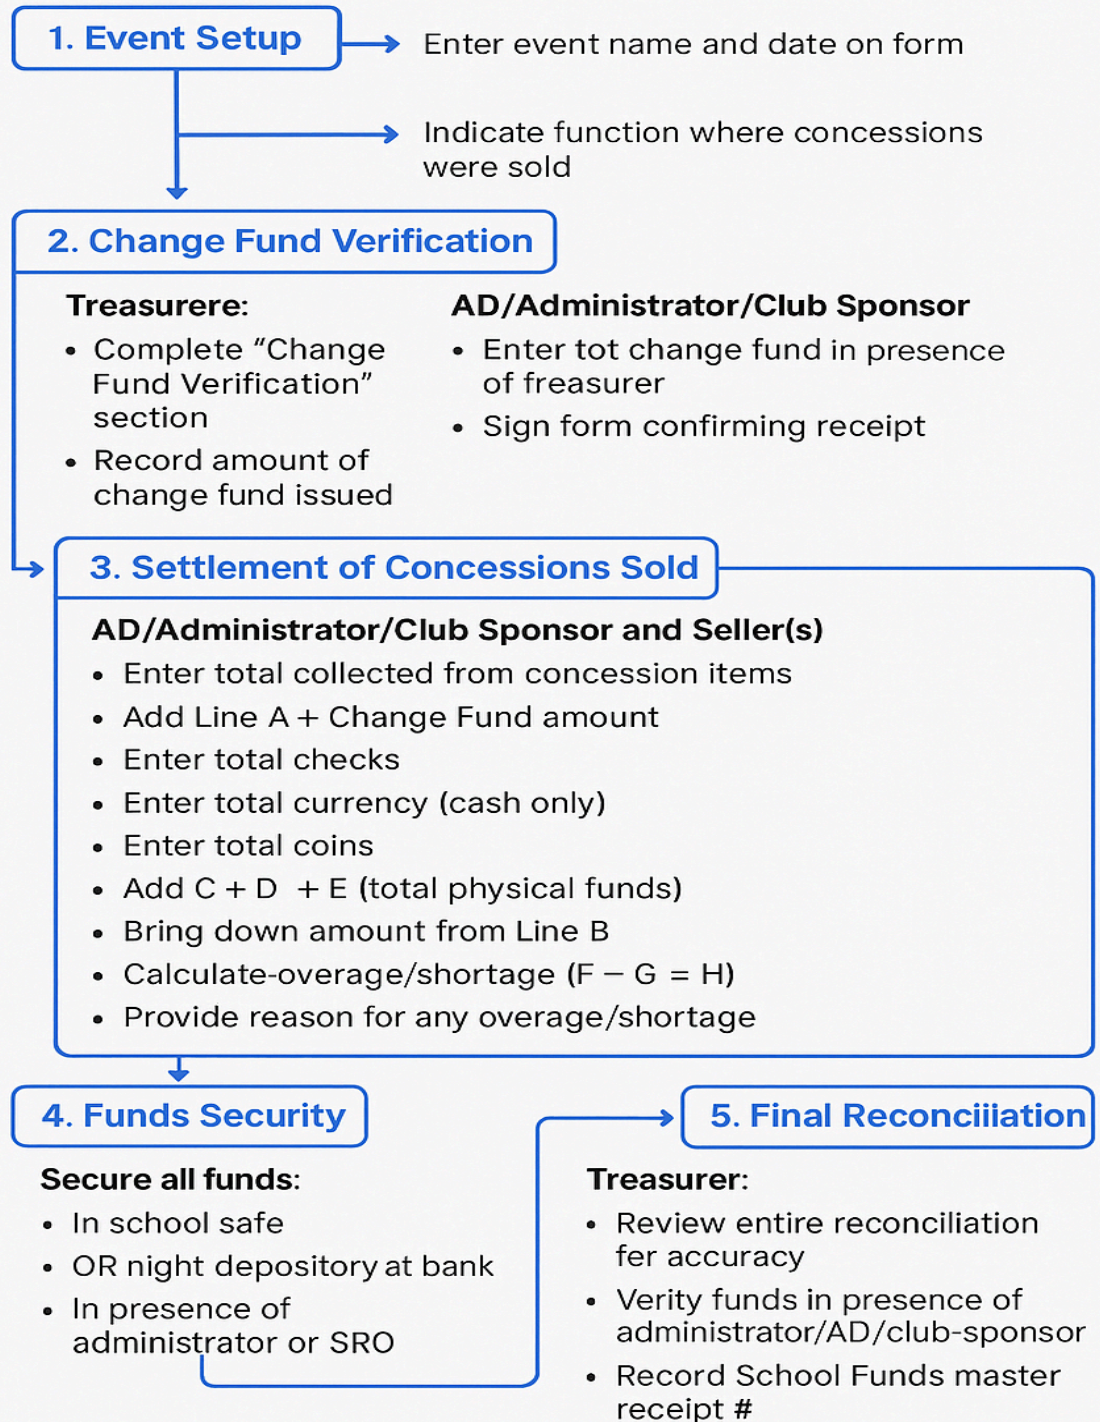 1. Event Setup
Enter event name and date on form
Indicate function where concessions
were sold
2. Change Fund Verification
Treasurere:
• Complete “Change
Fund Verification”
section
• Record amount of
change fund issued
AD/Administrator/Club Sponsor
• Enter tot change fund in presence
of freasurer
• Sign form confirming receipt
3. Settlement of Concessions Sold
AD/Administrator/Club Sponsor and Seller(s)
• Enter total collected from concession items
• Add Line A + Change Fund amount
• Enter total checks
• Enter total currency (cash only)
• Enter total coins
• Add C + D + E (total physical funds)
• Bring down amount from Line B
• Calculate-overage/shortage (F − G = H)
• Provide reason for any overage/shortage
4. Funds Security
Secure all funds:
• In school safe
• OR night depository at bank
• In presence of
administrator or SRO
5. Final Reconciiiation
Treasurer:
• Review entire reconciliation
fer accuracy
• Verity funds in presence of
administrator/AD/club-sponsor
• Record School Funds master
receipt #